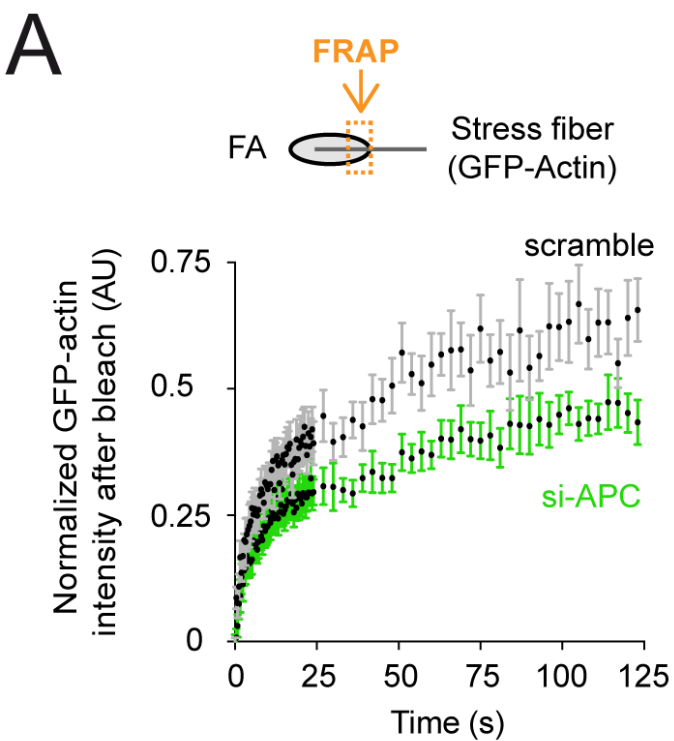 A
FRAP
FA
Stress fiber
(GFP-Actin)
scramble
si-APC
Normalized GFP-actin
intensity after bleach (AU)
0.75
0.5
0.25
0
0 25 50 75 100 125
Time (s)